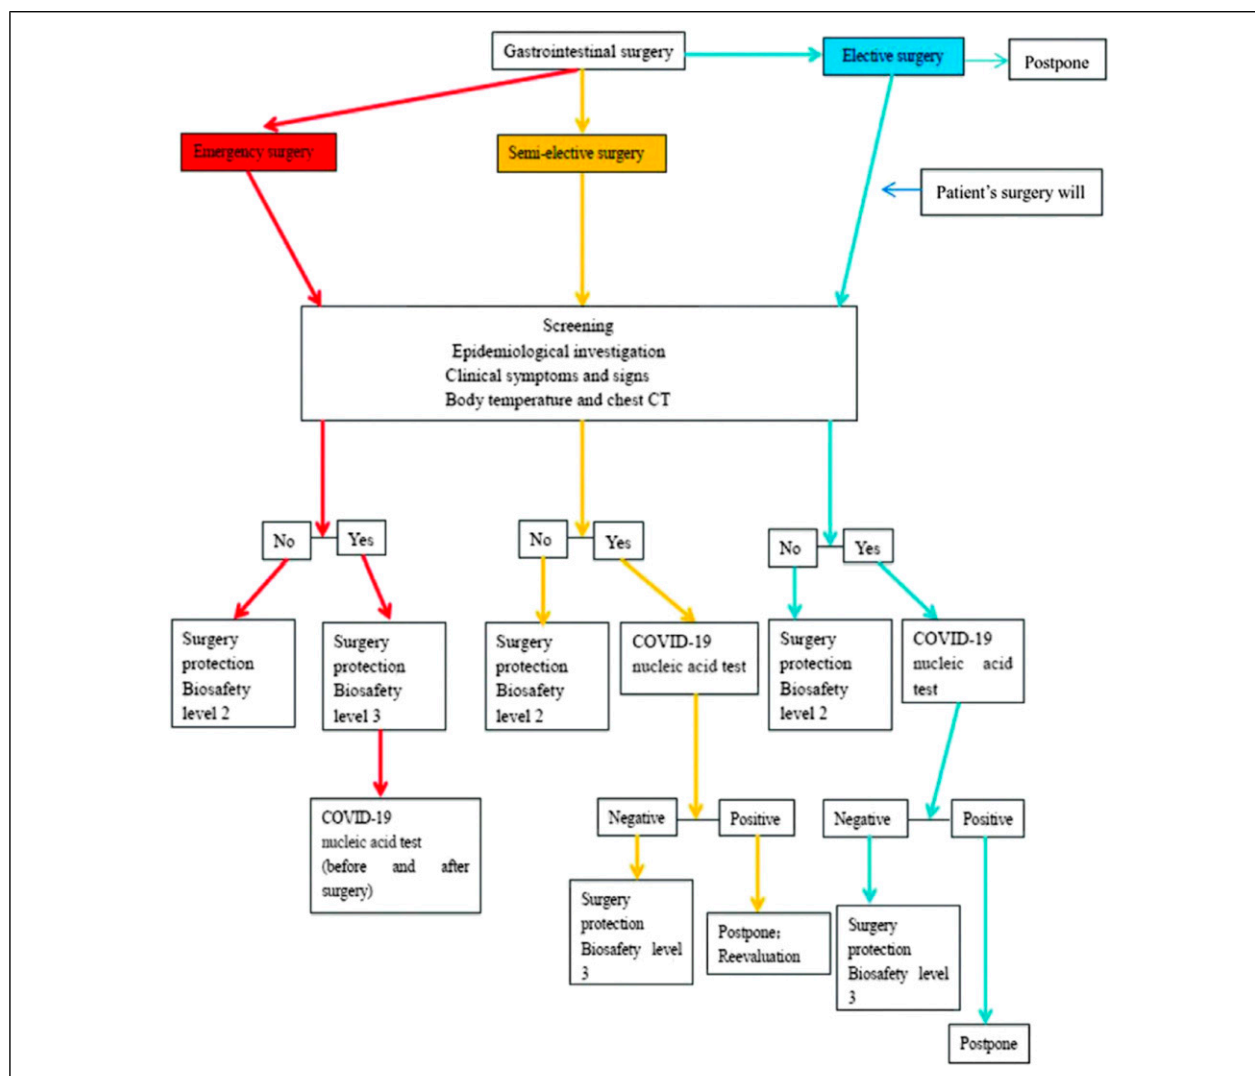 Gastrointestinal surgery
Elective surgery
Postpone
Emergency surgery
Semi-elective surgery
Patient's surgery will
Screening
Epidemiological investigation
Clinical symptoms and signs
Body temperature and chest CT
No
Yes
No
Yes
No
Yes
Surgery
protection
Biosafety
level 2
Surgery
protection
Biosafety
level 3
Surgery
protection
Biosafety
level 2
COVID-19
nucleic acid test
Surgery
protection
Biosafety
level 2
COVID-19
nucleic acid
test
COVID-19
nucleic acid test
(before and after
surgery)
Negative
Positive
Negative
Positive
Surgery
protection
Biosafety level
3
Postpone;
Reevaluation
Surgery
protection
Biosafety level
3
Postpone